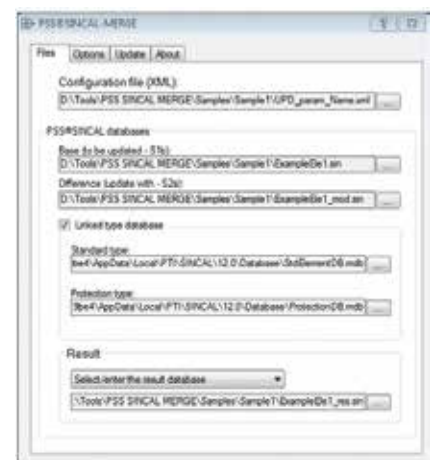 PSS®SINCAL-MERGE
Files Options Update About
Configuration file (XML):
D:\Tools\PSS SINCAL MERGE\Samples\Sample1\UPD_param_Name.xml ...
PSS®SINCAL databases
Base (to be updated - S1s):
D:\Tools\PSS SINCAL MERGE\Samples\Sample1\ExampleEle1.sin ...
Difference (update with - S2s):
D:\Tools\PSS SINCAL MERGE\Samples\Sample1\ExampleEle1_mod.sin ...
Linked type database
Standard type:
\AppData\Local\PTI\SINCAL\12.0\Database\StdElementDB.mdb ...
Protection type:
\AppData\Local\PTI\SINCAL\12.0\Database\ProtectionDB.mdb ...
Result
Select/enter the result database
:\Tools\PSS SINCAL MERGE\Samples\Sample1\ExampleEle1_res.sin ...